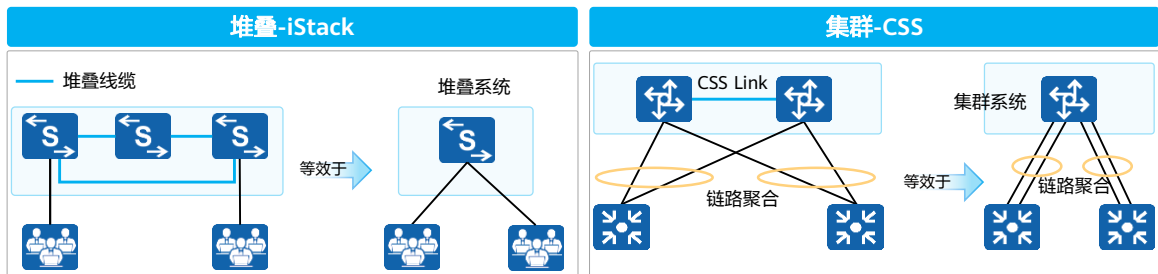 堆叠-iStack
堆叠线缆
S
S
S
等效于
堆叠系统
S
集群-CSS
CSS Link
链路聚合
等效于
集群系统
链路聚合